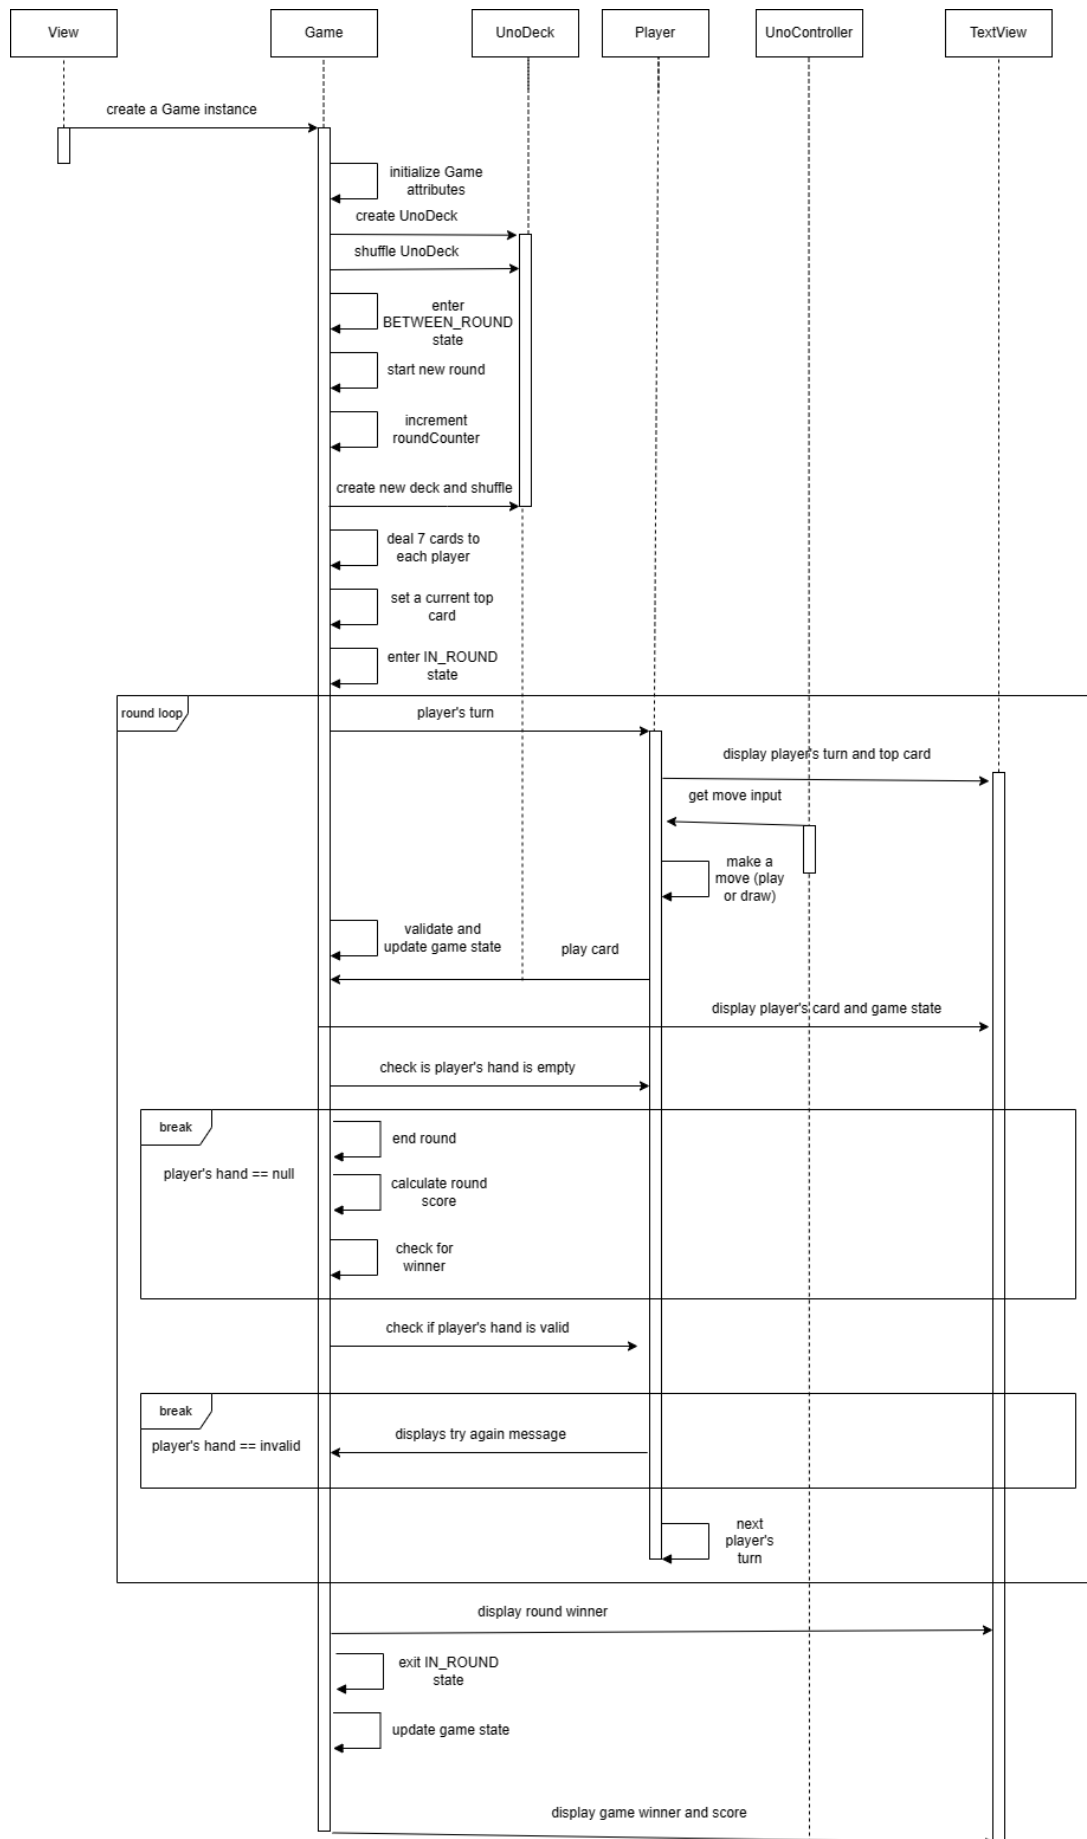 View
Game
UnoDeck
Player
UnoController
TextView
create a Game instance
initialize Game
attributes
create UnoDeck
shuffle UnoDeck
enter
BETWEEN_ROUND
state
start new round
increment
roundCounter
create new deck and shuffle
deal 7 cards to
each player
set a current top
card
enter IN_ROUND
state
round loop
player's turn
display player's turn and top card
get move input
make a
move (play
or draw)
validate and
update game state
play card
display player's card and game state
check is player's hand is empty
break
end round
player's hand == null
calculate round
score
check for
winner
check if player's hand is valid
break
displays try again message
player's hand == invalid
next
player's
turn
display round winner
exit IN_ROUND
state
update game state
display game winner and score